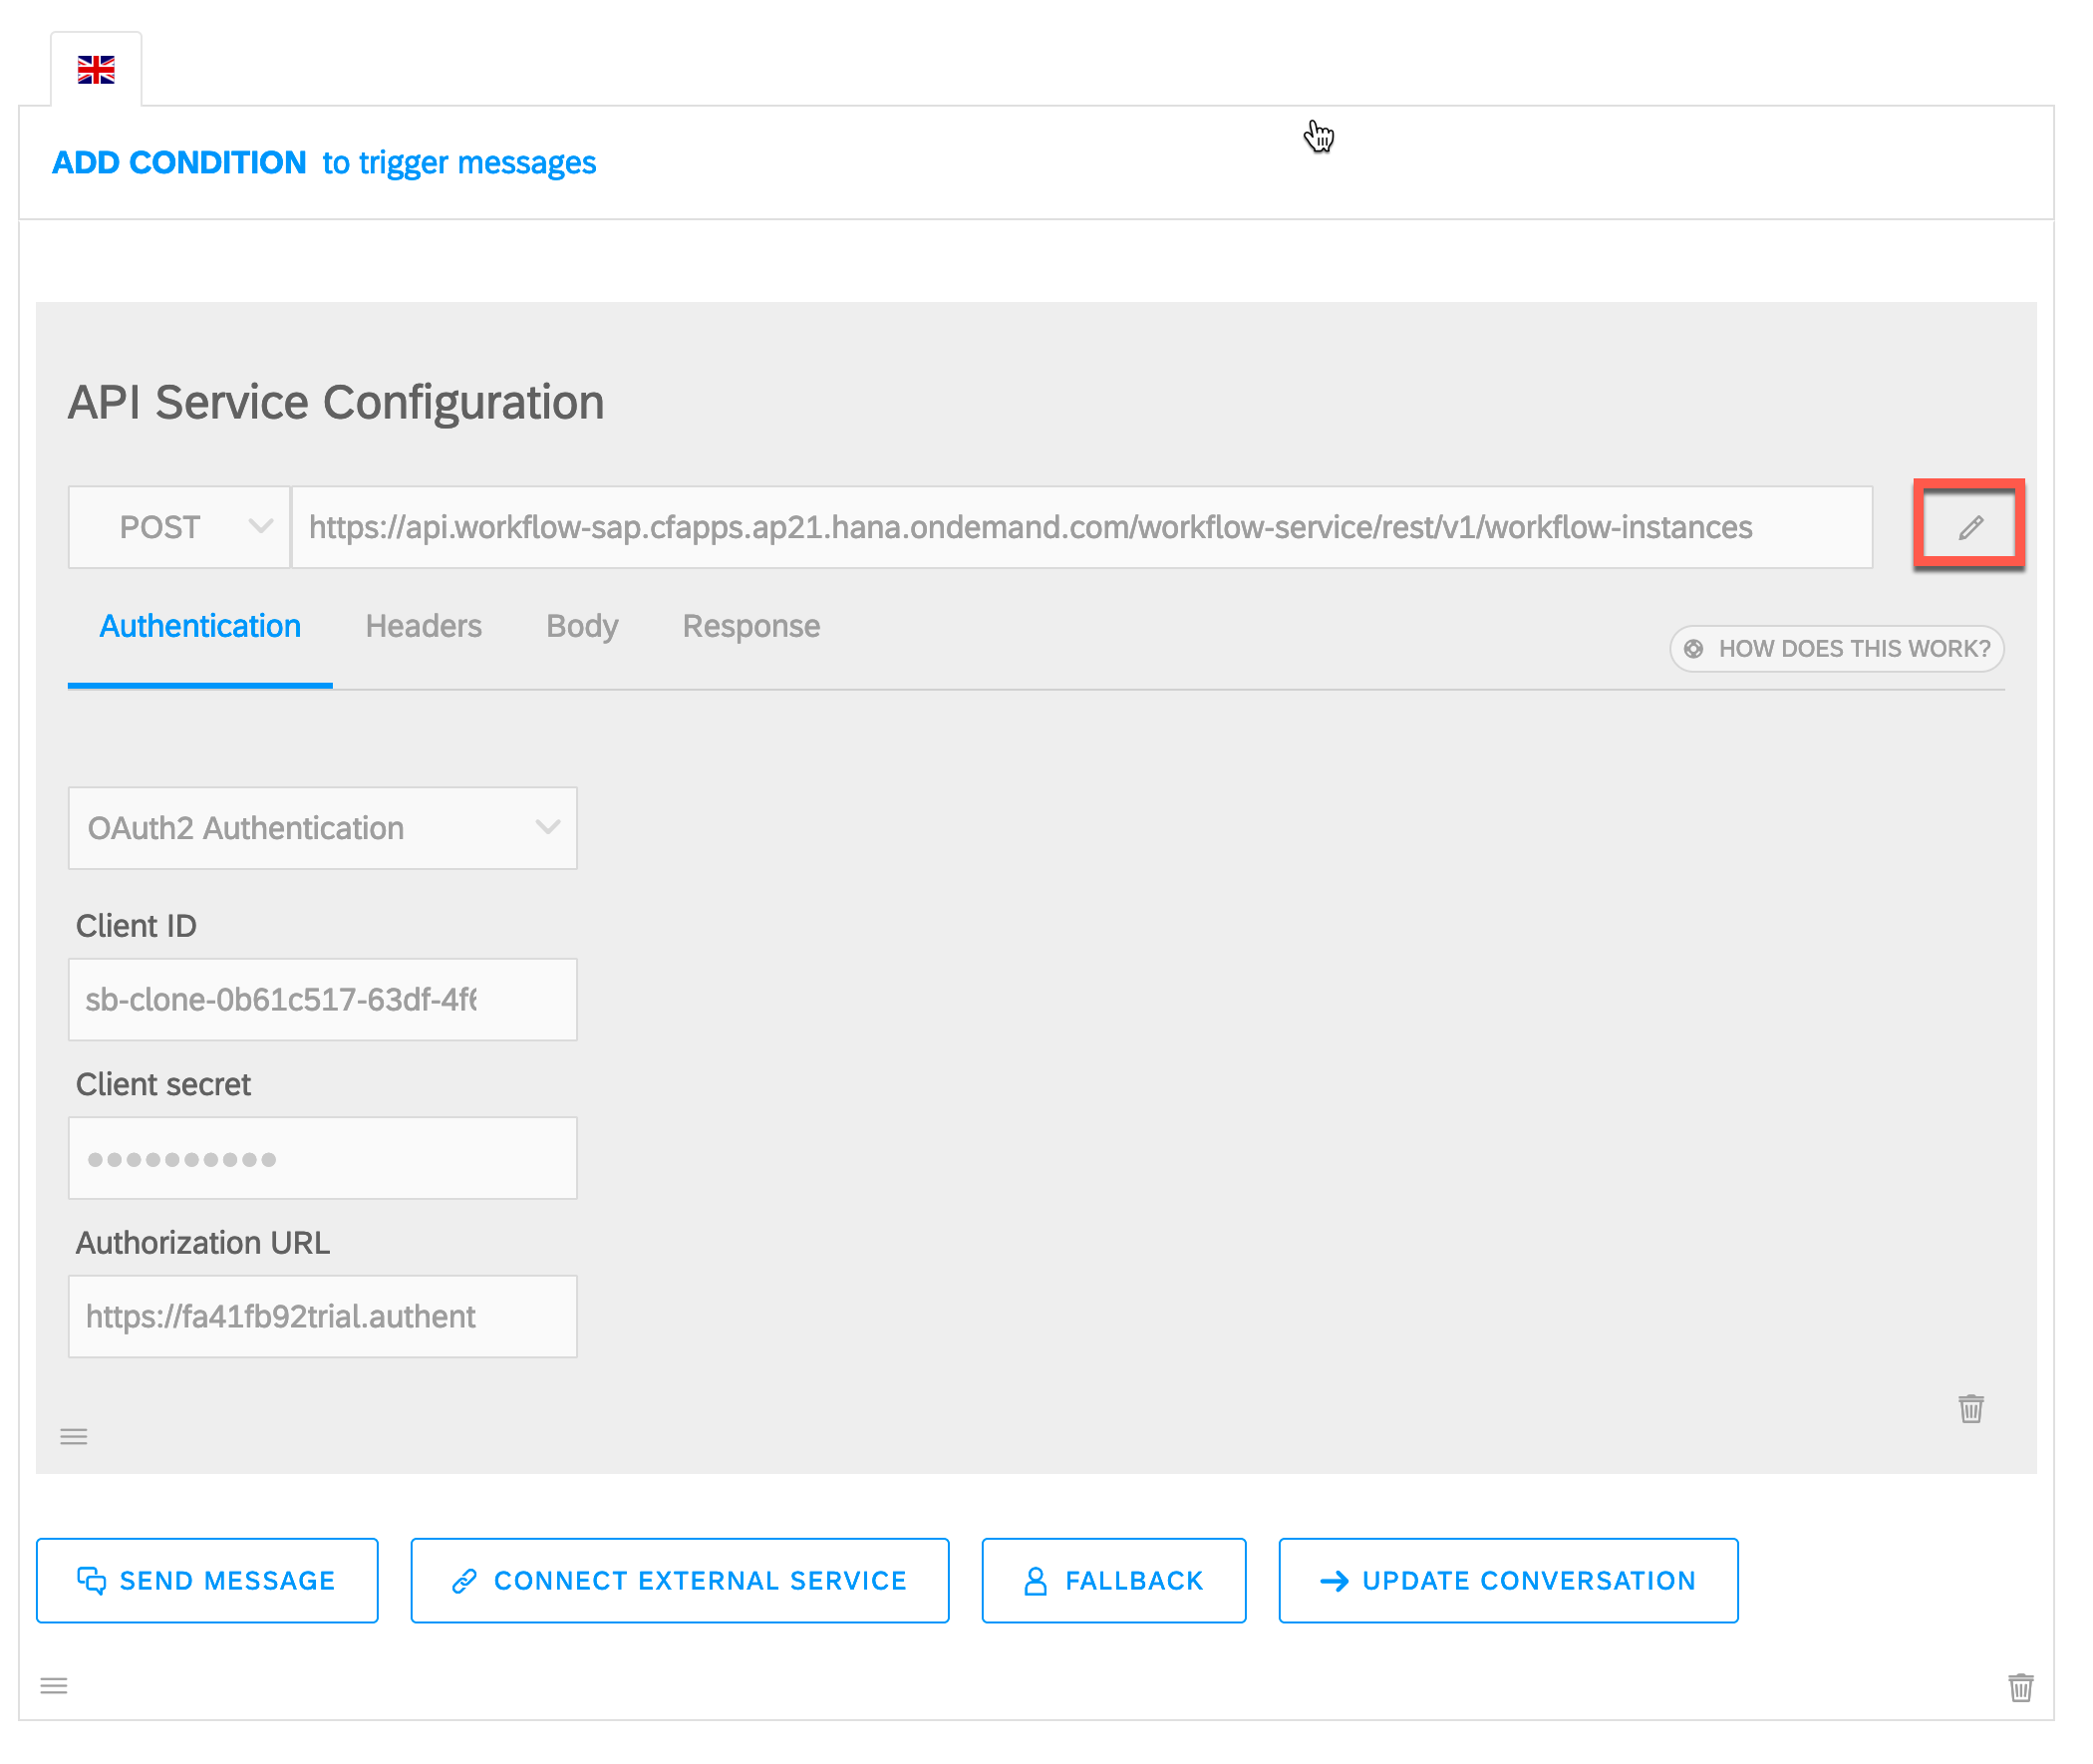 ADD CONDITION to trigger messages
API Service Configuration
POST https://api.workflow-sap.cfapps.ap21.hana.ondemand.com/workflow-service/rest/v1/workflow-instances
Authentication Headers Body Response
HOW DOES THIS WORK?
OAuth2 Authentication
Client ID
sb-clone-0b61c517-63df-4f6
Client secret
Authorization URL
https://fa41fb92trial.authent
SEND MESSAGE CONNECT EXTERNAL SERVICE FALLBACK UPDATE CONVERSATION